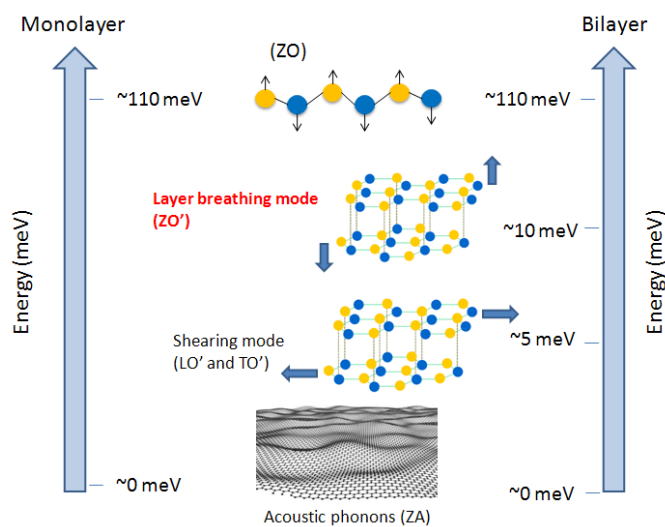 Monolayer
Bilayer
(ZO)
~110 meV
~110 meV
Layer breathing mode
(ZO’)
~10 meV
Energy (meV)
Energy (meV)
Shearing mode
(LO’ and TO’)
~5 meV
~0 meV
~0 meV
Acoustic phonons (ZA)